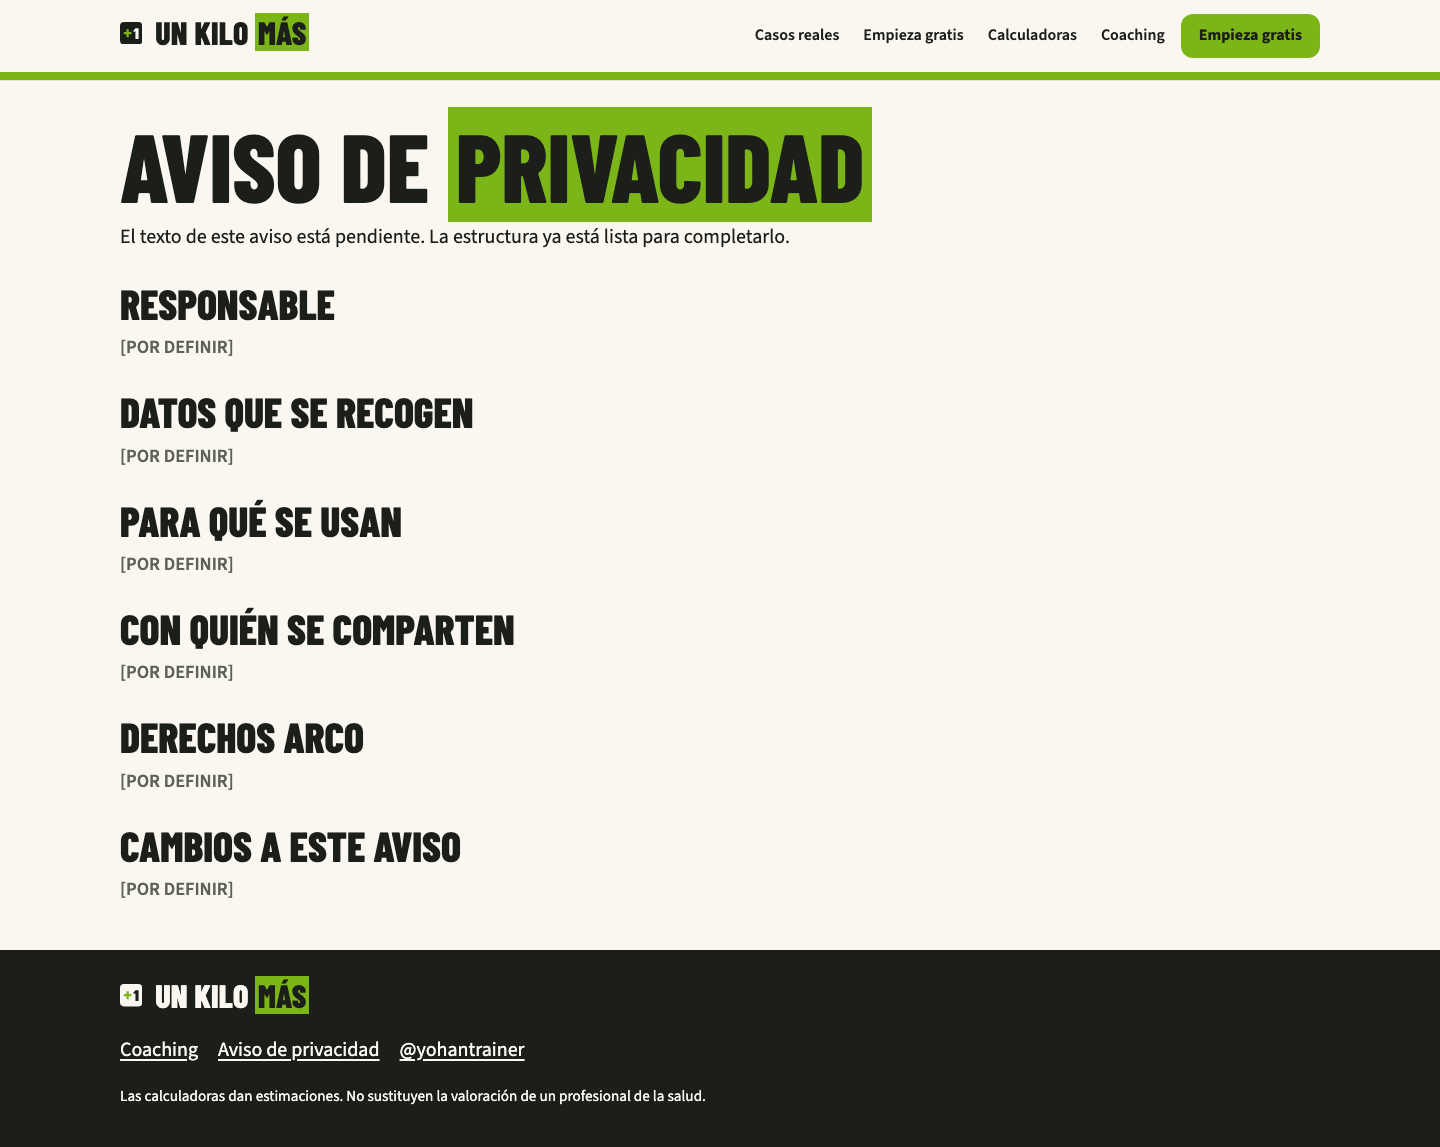 +1 UN KILO MÁS
Casos reales Empieza gratis Calculadoras Coaching Empieza gratis
AVISO DE PRIVACIDAD
El texto de este aviso está pendiente. La estructura ya está lista para completarlo.
RESPONSABLE
[POR DEFINIR]
DATOS QUE SE RECOGEN
[POR DEFINIR]
PARA QUÉ SE USAN
[POR DEFINIR]
CON QUIÉN SE COMPARTEN
[POR DEFINIR]
DERECHOS ARCO
[POR DEFINIR]
CAMBIOS A ESTE AVISO
[POR DEFINIR]
+1 UN KILO MÁS
Coaching Aviso de privacidad @yohantrainer
Las calculadoras dan estimaciones. No sustituyen la valoración de un profesional de la salud.